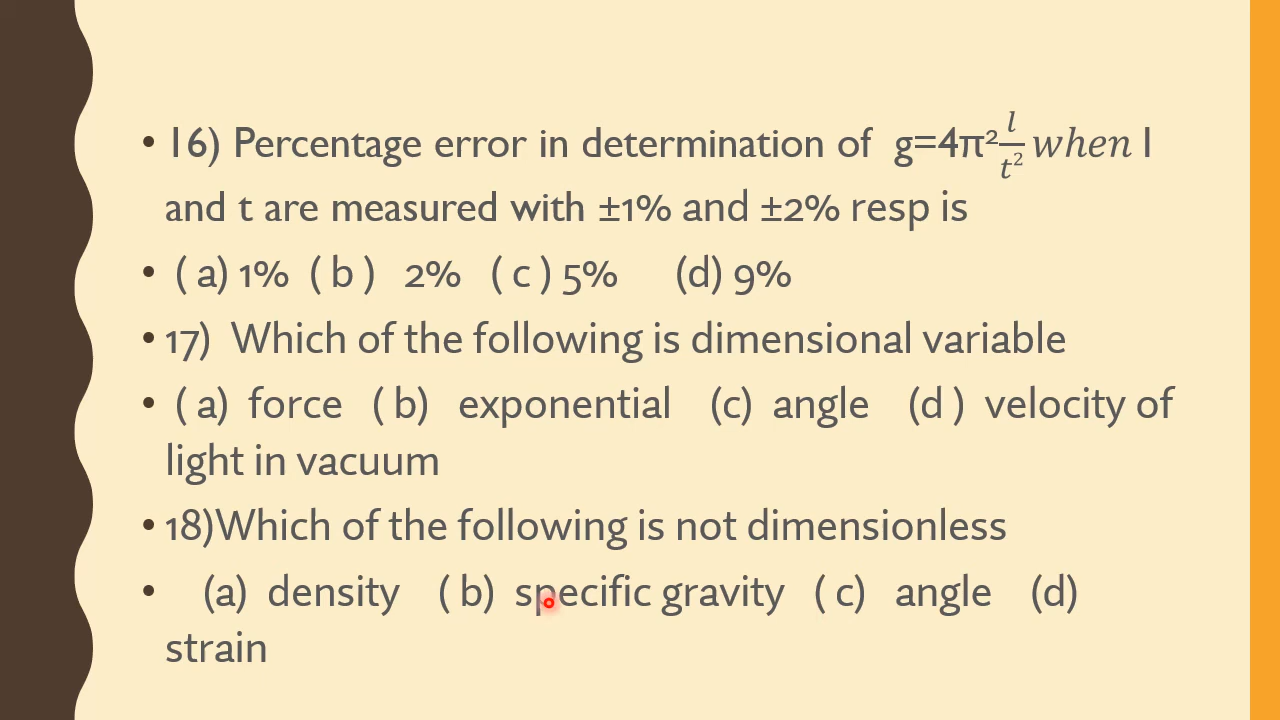 • 16) Percentage error in determination of g=4π²l/t² when l
and t are measured with ±1% and ±2% resp is
• ( a) 1% ( b ) 2% ( c ) 5% (d) 9%
• 17) Which of the following is dimensional variable
• ( a) force ( b) exponential (c) angle (d ) velocity of
light in vacuum
• 18)Which of the following is not dimensionless
• (a) density ( b) specific gravity ( c) angle (d)
strain